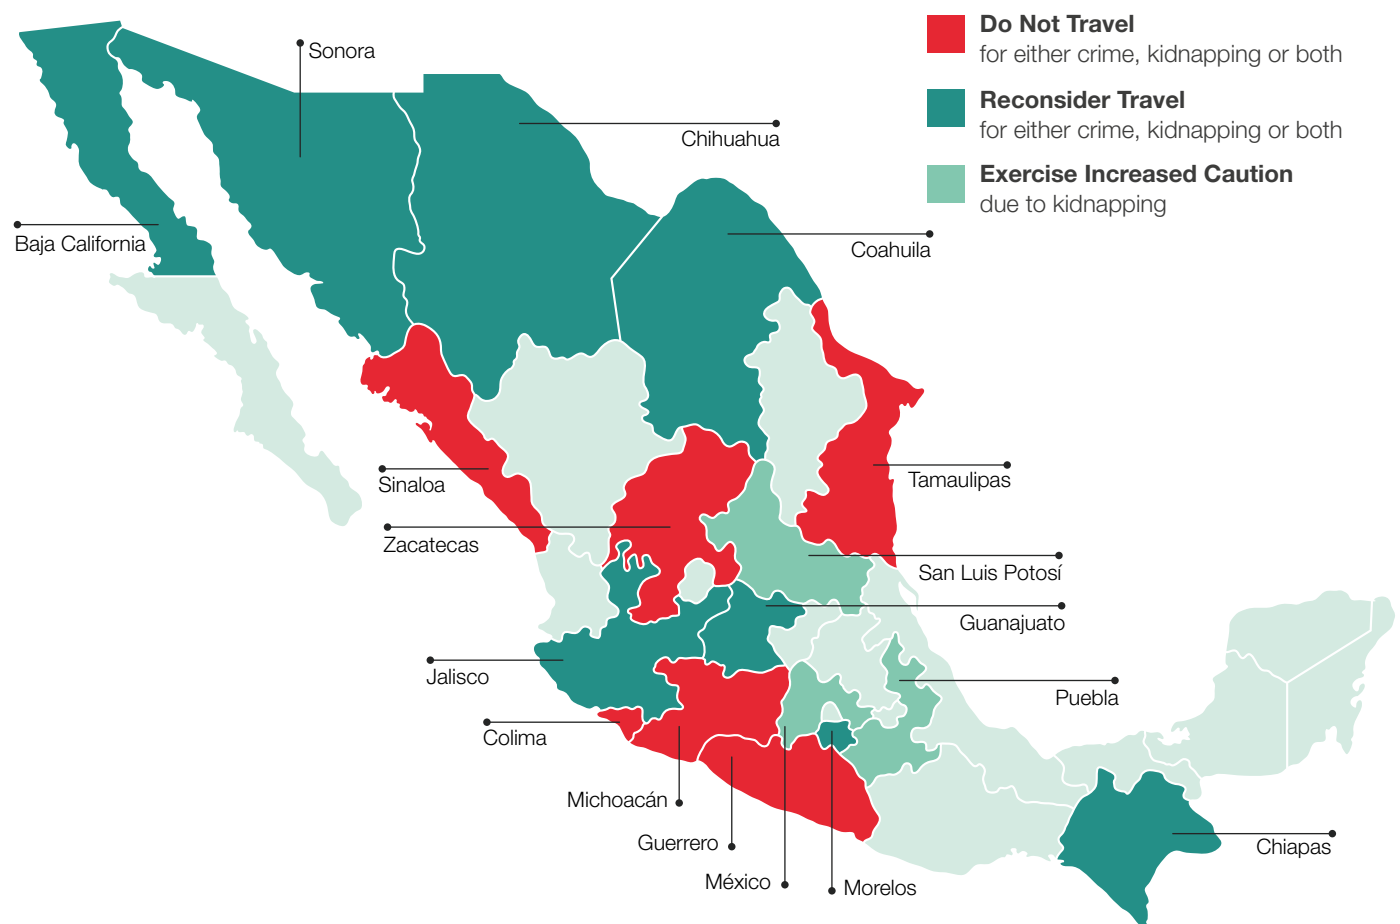 Do Not Travel
for either crime, kidnapping or both
Reconsider Travel
for either crime, kidnapping or both
Exercise Increased Caution
due to kidnapping
Sonora
Chihuahua
Baja California
Coahuila
Sinaloa
Tamaulipas
Zacatecas
San Luis Potosí
Guanajuato
Jalisco
Puebla
Colima
Michoacán
Guerrero
Chiapas
México
Morelos